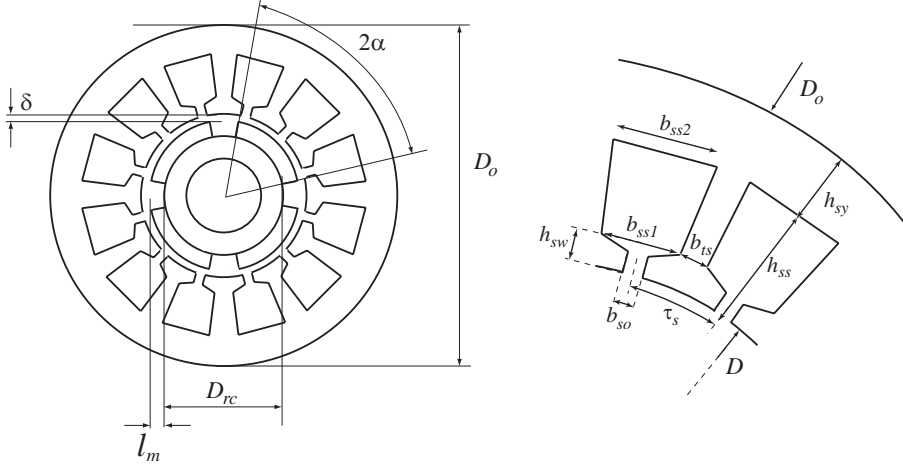 2α
δ
D_o
D_rc
l_m
D_o
b_ss2
h_sy
b_ss1
b_ts
h_sw
h_ss
b_so
τ_s
D